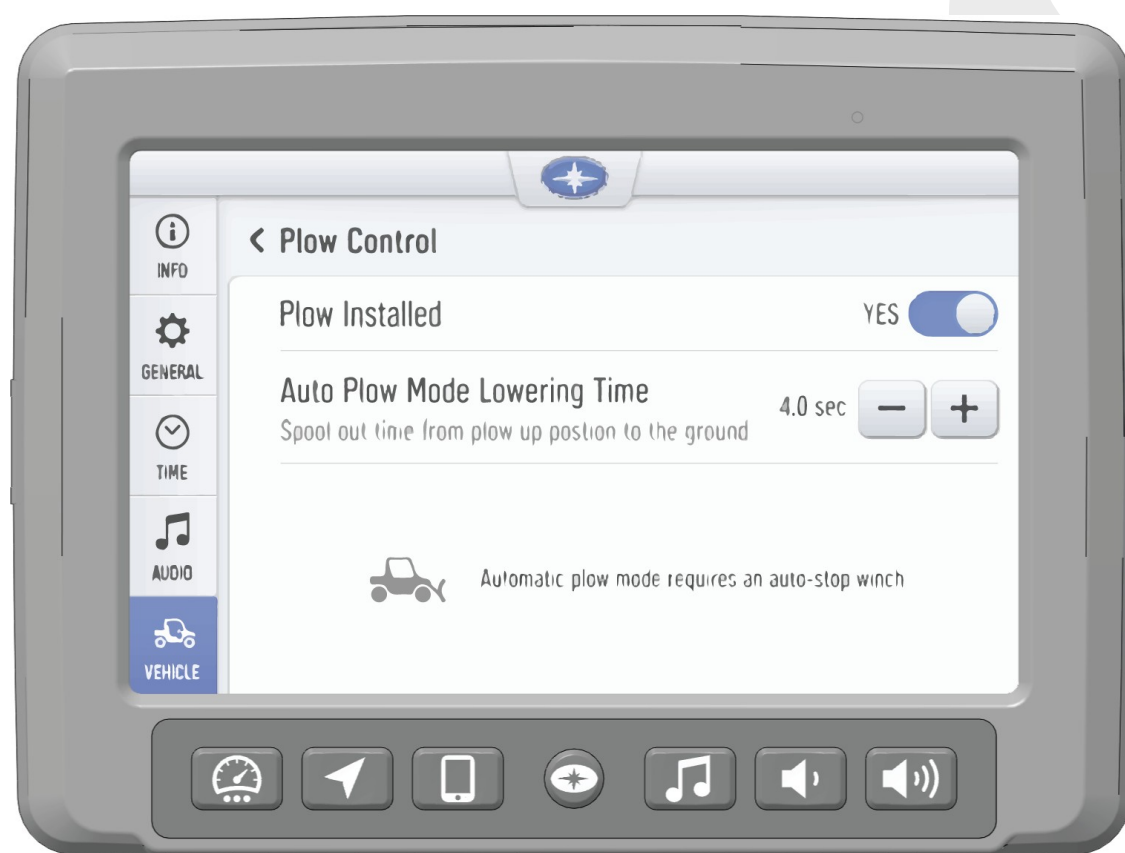 INFO
< Plow Control
Plow Installed
YES
GENERAL
Auto Plow Mode Lowering Time
4.0 sec
Spool out time from plow up postion to the ground
TIME
AUDIO
Automatic plow mode requires an auto-stop winch
VEHICLE